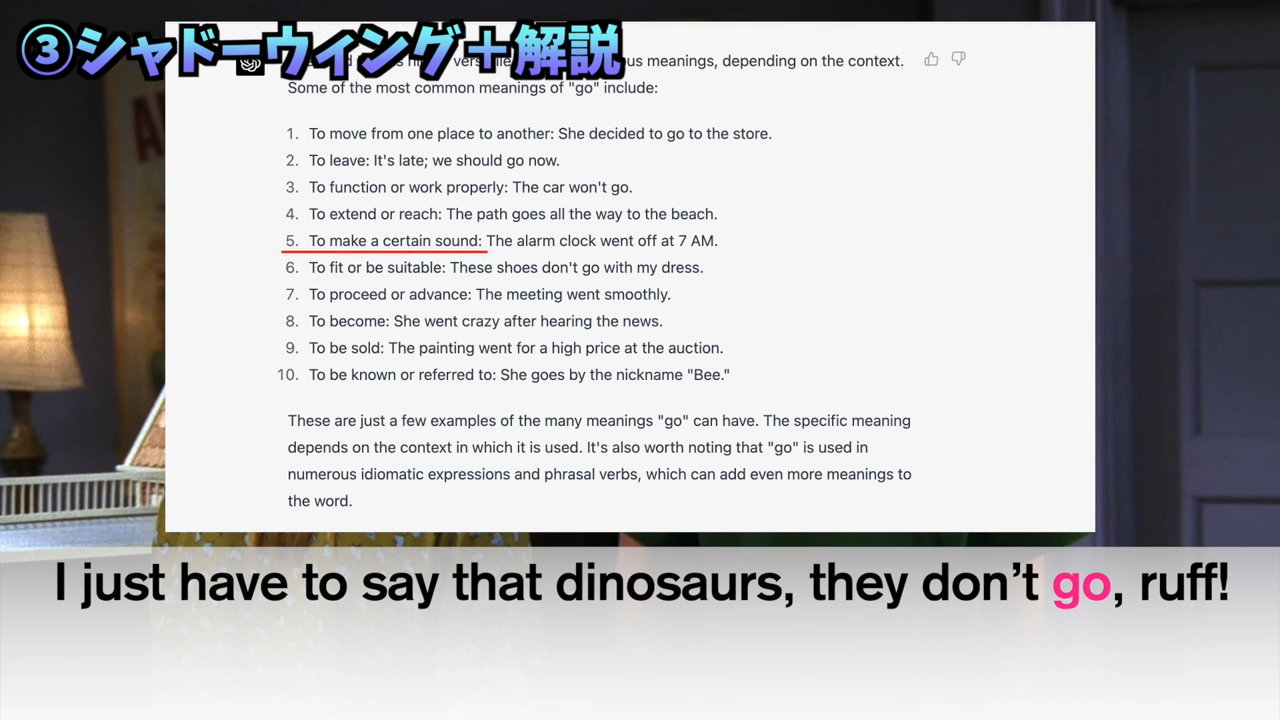 ③シャドーウィング＋解説
us meanings, depending on the context.
Some of the most common meanings of "go" include:
1. To move from one place to another: She decided to go to the store.
2. To leave: It's late; we should go now.
3. To function or work properly: The car won't go.
4. To extend or reach: The path goes all the way to the beach.
5. To make a certain sound: The alarm clock went off at 7 AM.
6. To fit or be suitable: These shoes don't go with my dress.
7. To proceed or advance: The meeting went smoothly.
8. To become: She went crazy after hearing the news.
9. To be sold: The painting went for a high price at the auction.
10. To be known or referred to: She goes by the nickname "Bee."
These are just a few examples of the many meanings "go" can have. The specific meaning
depends on the context in which it is used. It's also worth noting that "go" is used in
numerous idiomatic expressions and phrasal verbs, which can add even more meanings to
the word.
I just have to say that dinosaurs, they don’t go, ruff!